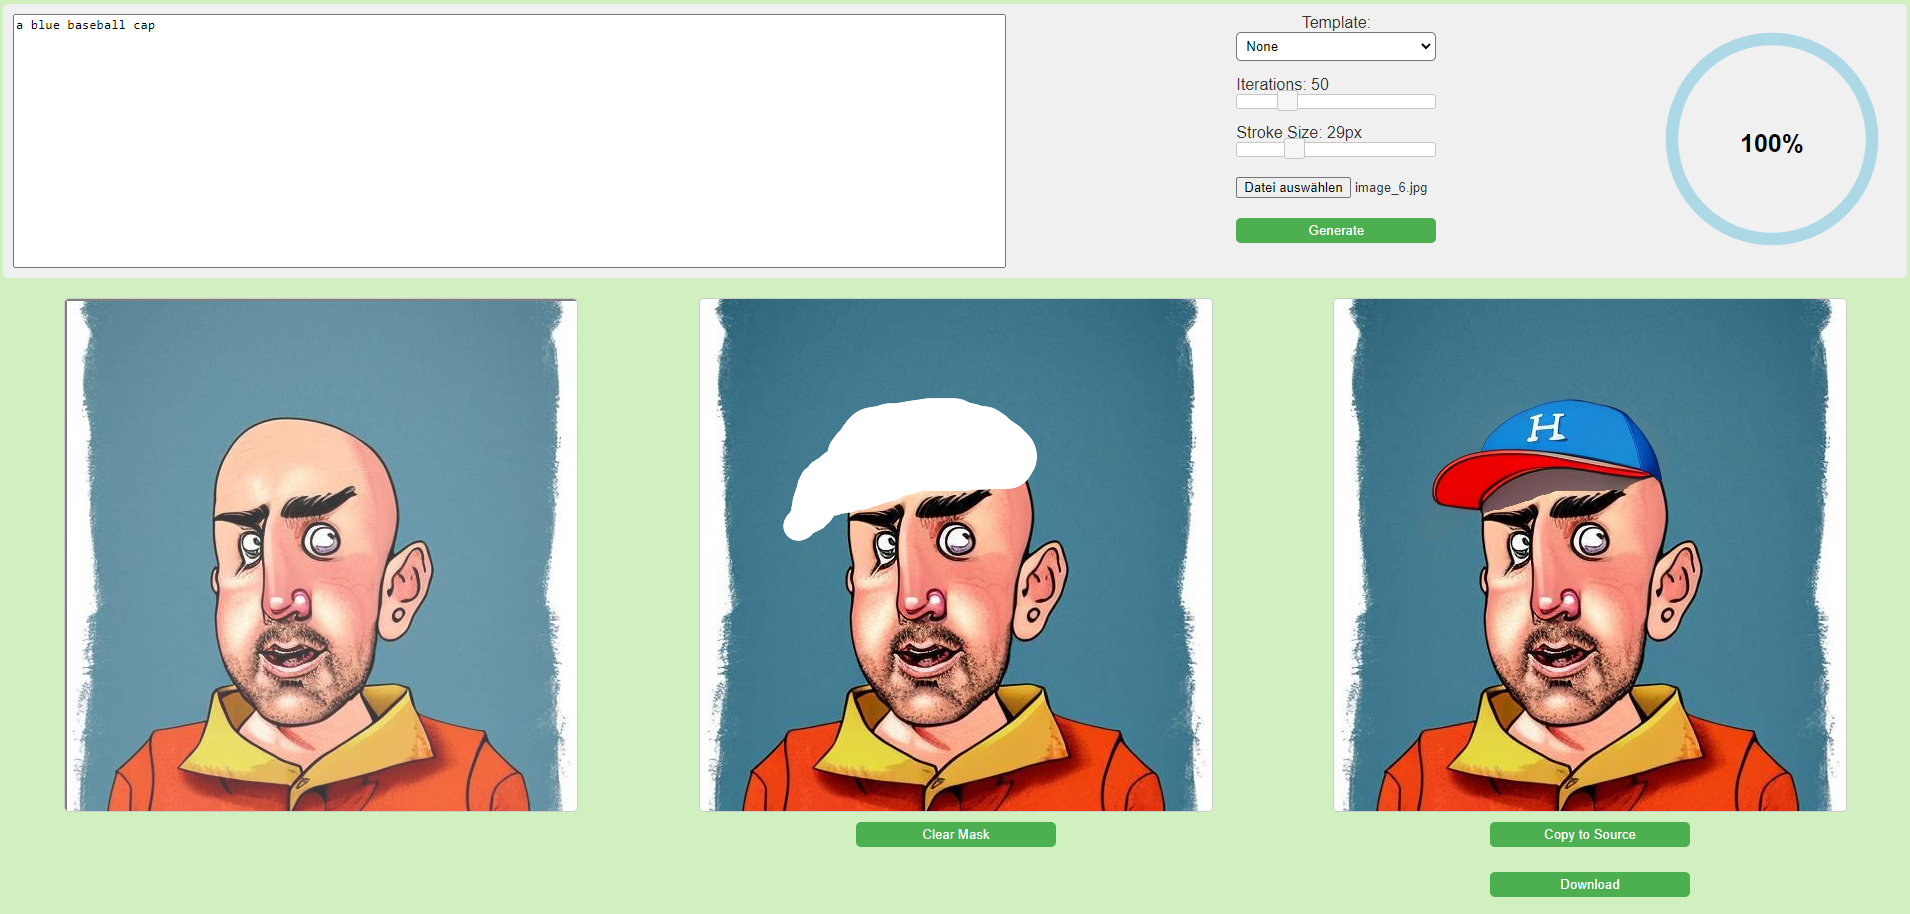 a blue baseball cap
Template:
None
Iterations: 50
Stroke Size: 29px
Datei auswählen image_6.jpg
Generate
100%
H
Clear Mask
Copy to Source
Download